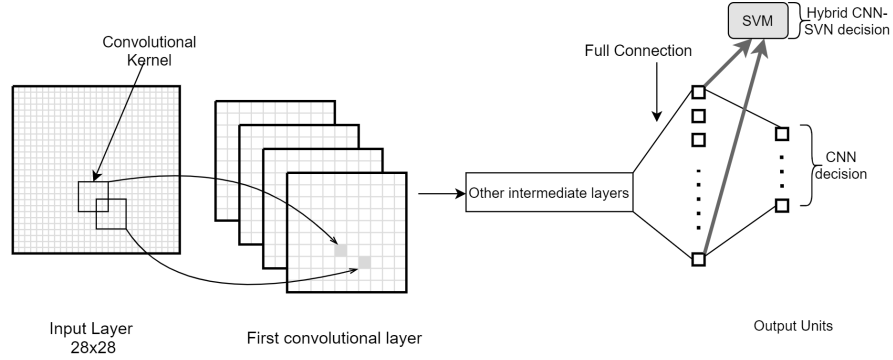 SVM
Hybrid CNN-
SVN decision
Convolutional
Kernel
Full Connection
Other intermediate layers
CNN
decision
Input Layer
28x28
First convolutional layer
Output Units